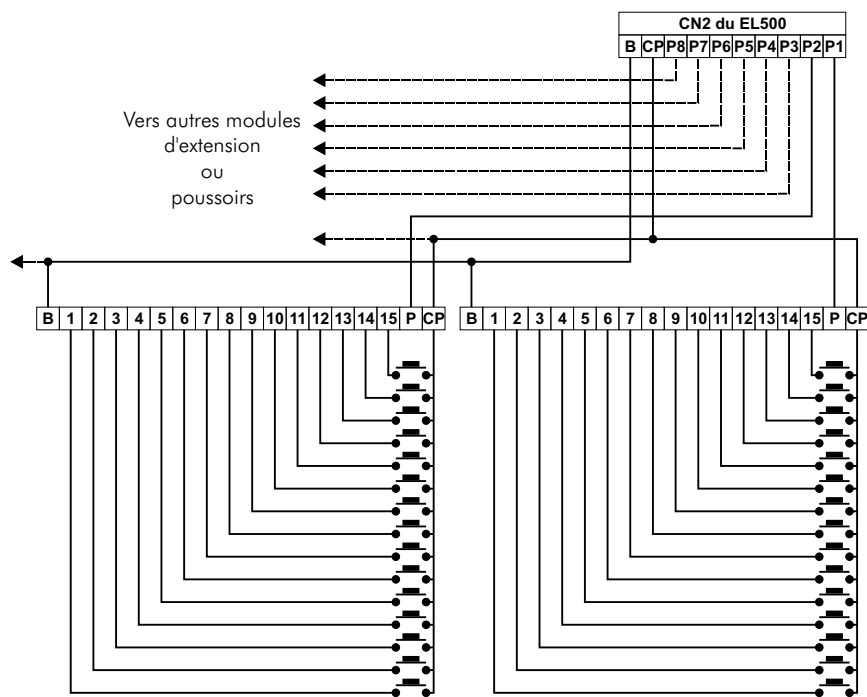 CN2 du EL500
B CP P8 P7 P6 P5 P4 P3 P2 P1
Vers autres modules
d'extension
ou
poussoirs
B 1 2 3 4 5 6 7 8 9 10 11 12 13 14 15 P CP
B 1 2 3 4 5 6 7 8 9 10 11 12 13 14 15 P CP